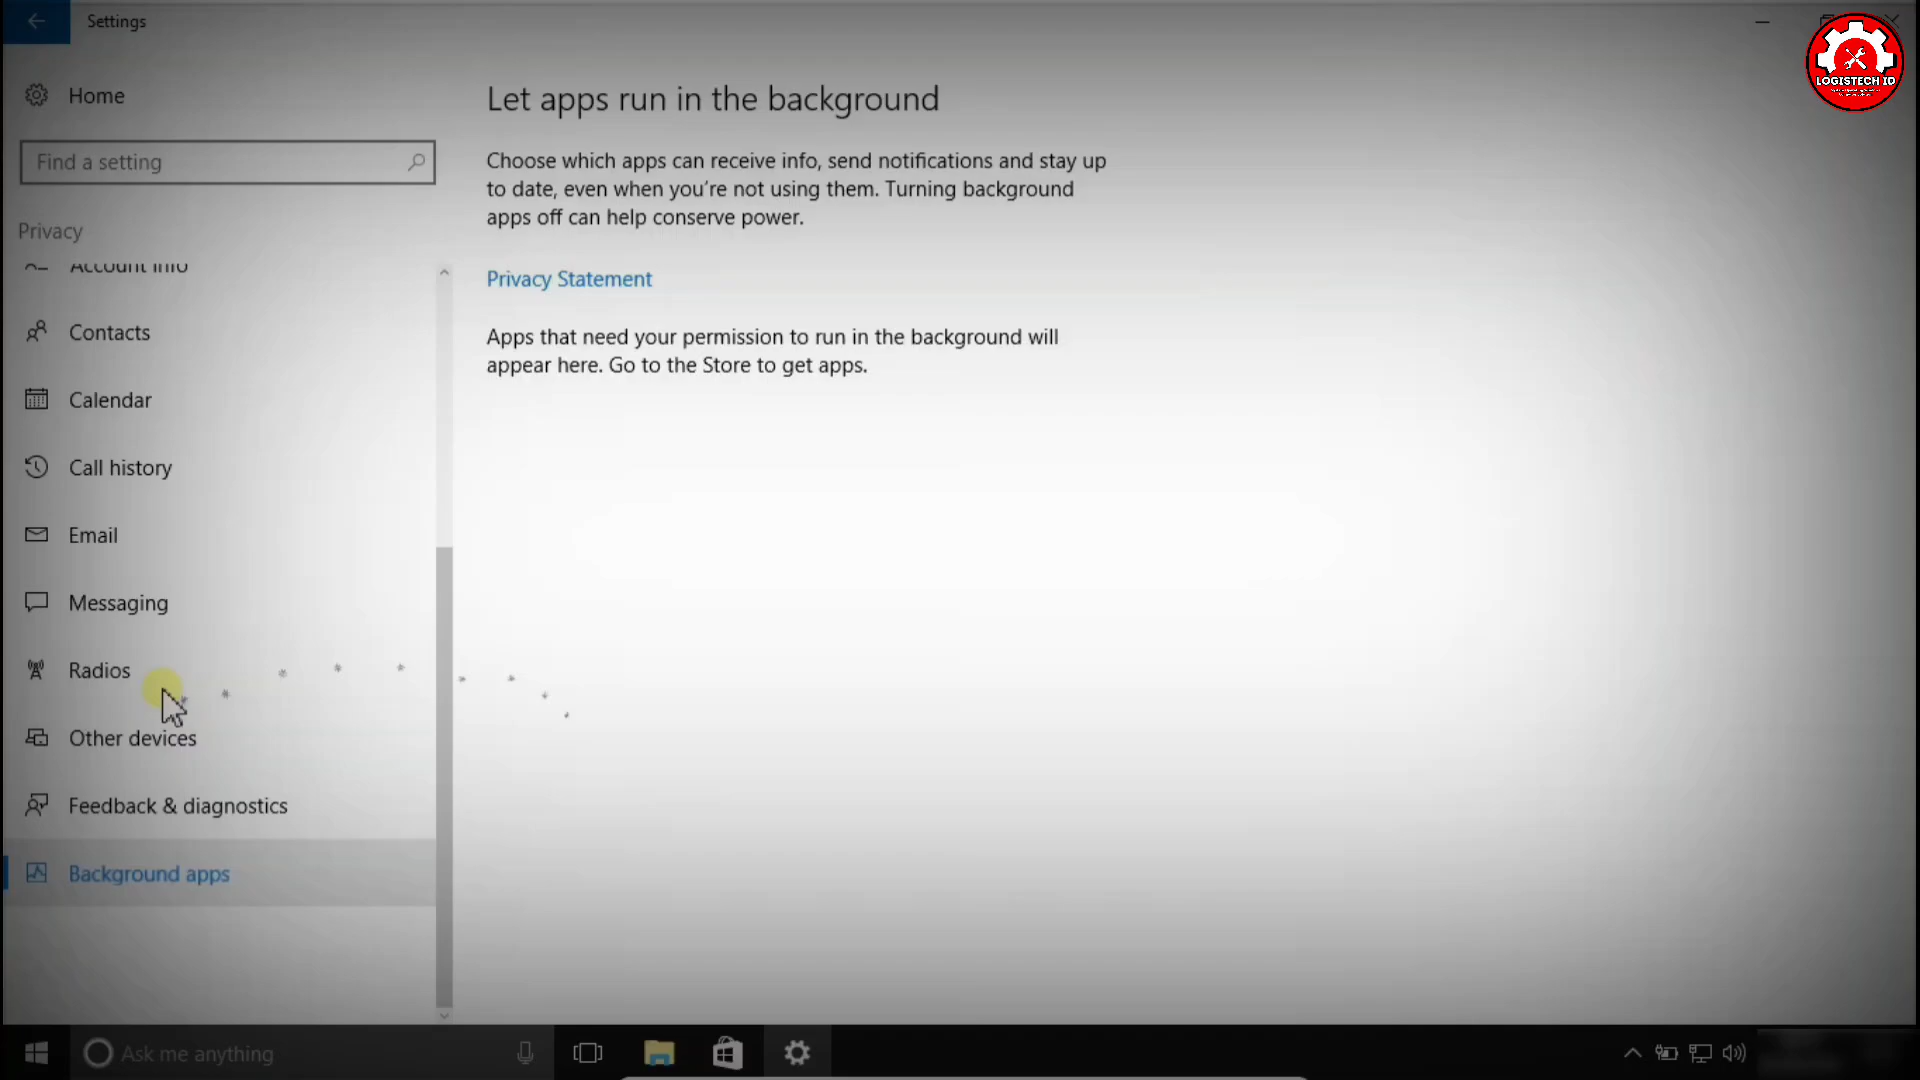 Settings
Home
Find a setting
Privacy
Account info
Contacts
Calendar
Call history
Email
Messaging
Radios
Other devices
Feedback & diagnostics
Background apps
Let apps run in the background
Choose which apps can receive info, send notifications and stay up
to date, even when you're not using them. Turning background
apps off can help conserve power.
Privacy Statement
Apps that need your permission to run in the background will
appear here. Go to the Store to get apps.
LOGISTECH ID
Ask me anything